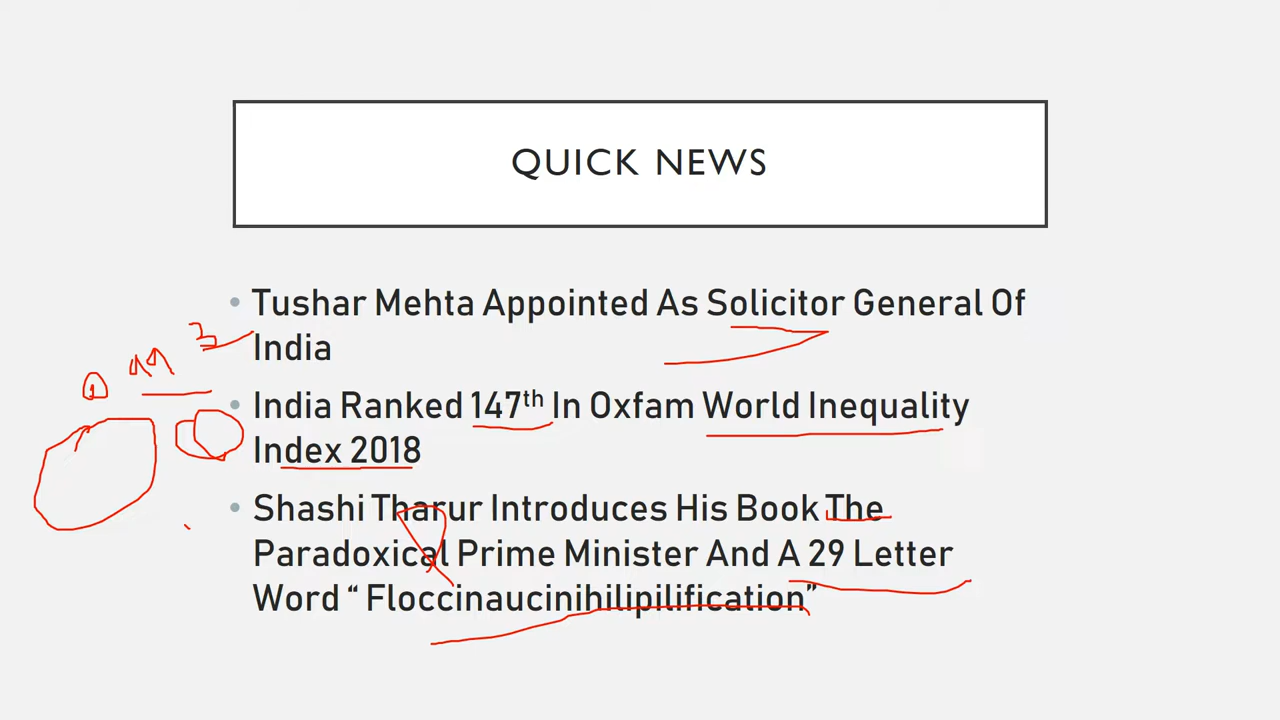 QUICK NEWS
• Tushar Mehta Appointed As Solicitor General Of
India
• India Ranked 147th In Oxfam World Inequality
Index 2018
• Shashi Tharur Introduces His Book The
Paradoxical Prime Minister And A 29 Letter
Word “ Floccinaucinihilipilification”